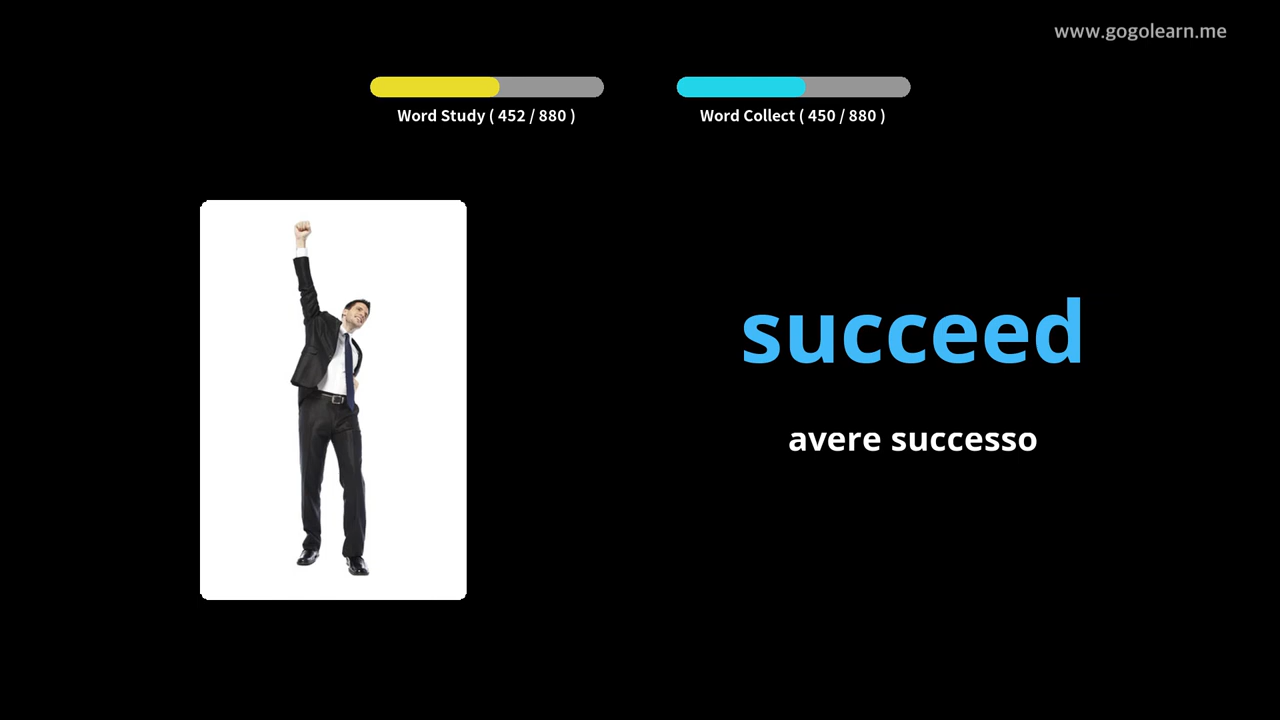 www.gogolearn.me
Word Study ( 452 / 880 )
Word Collect ( 450 / 880 )
succeed
avere successo